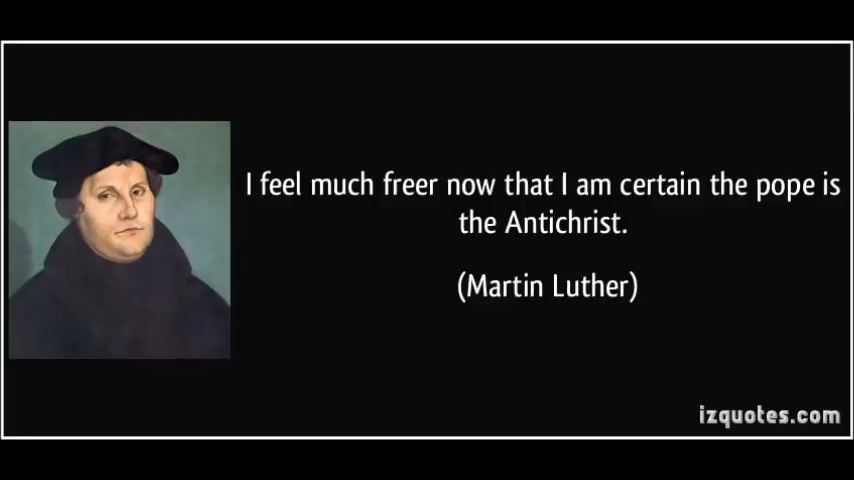 I feel much freer now that I am certain the pope is
the Antichrist.
(Martin Luther)
izquotes.com